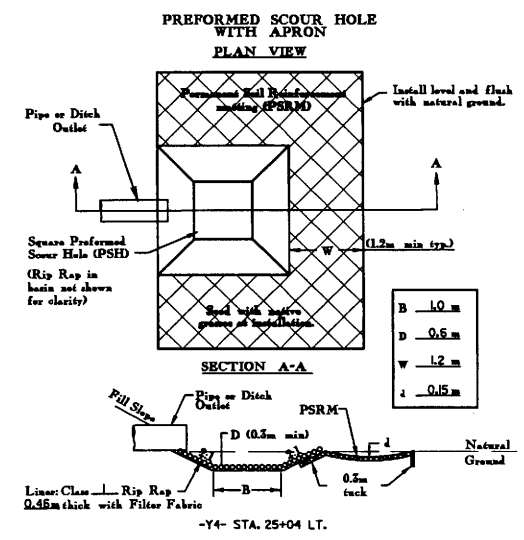 PREFORMED SCOUR HOLE
WITH APRON
PLAN VIEW
Permanent Soil Reinforcement
matting (PSRM)
Install level and flush
with natural ground.
Pipe or Ditch
Outlet
A
A
Square Preformed
Scour Hole (PSH)
(Rip Rap in
basin not shown
for clarity)
W
(1.2m min typ.)
Seed with native
grasses at installation.
B 1.0 m
D 0.6 m
W 1.2 m
d 0.15 m
SECTION A-A
Fill Slope
Pipe or Ditch
Outlet
D (0.3m min)
PSRM
d
Natural
Ground
B
0.3m
tuck
Liner: Class I Rip Rap
0.46m thick with Filter Fabric
-Y4- STA. 25+04 LT.